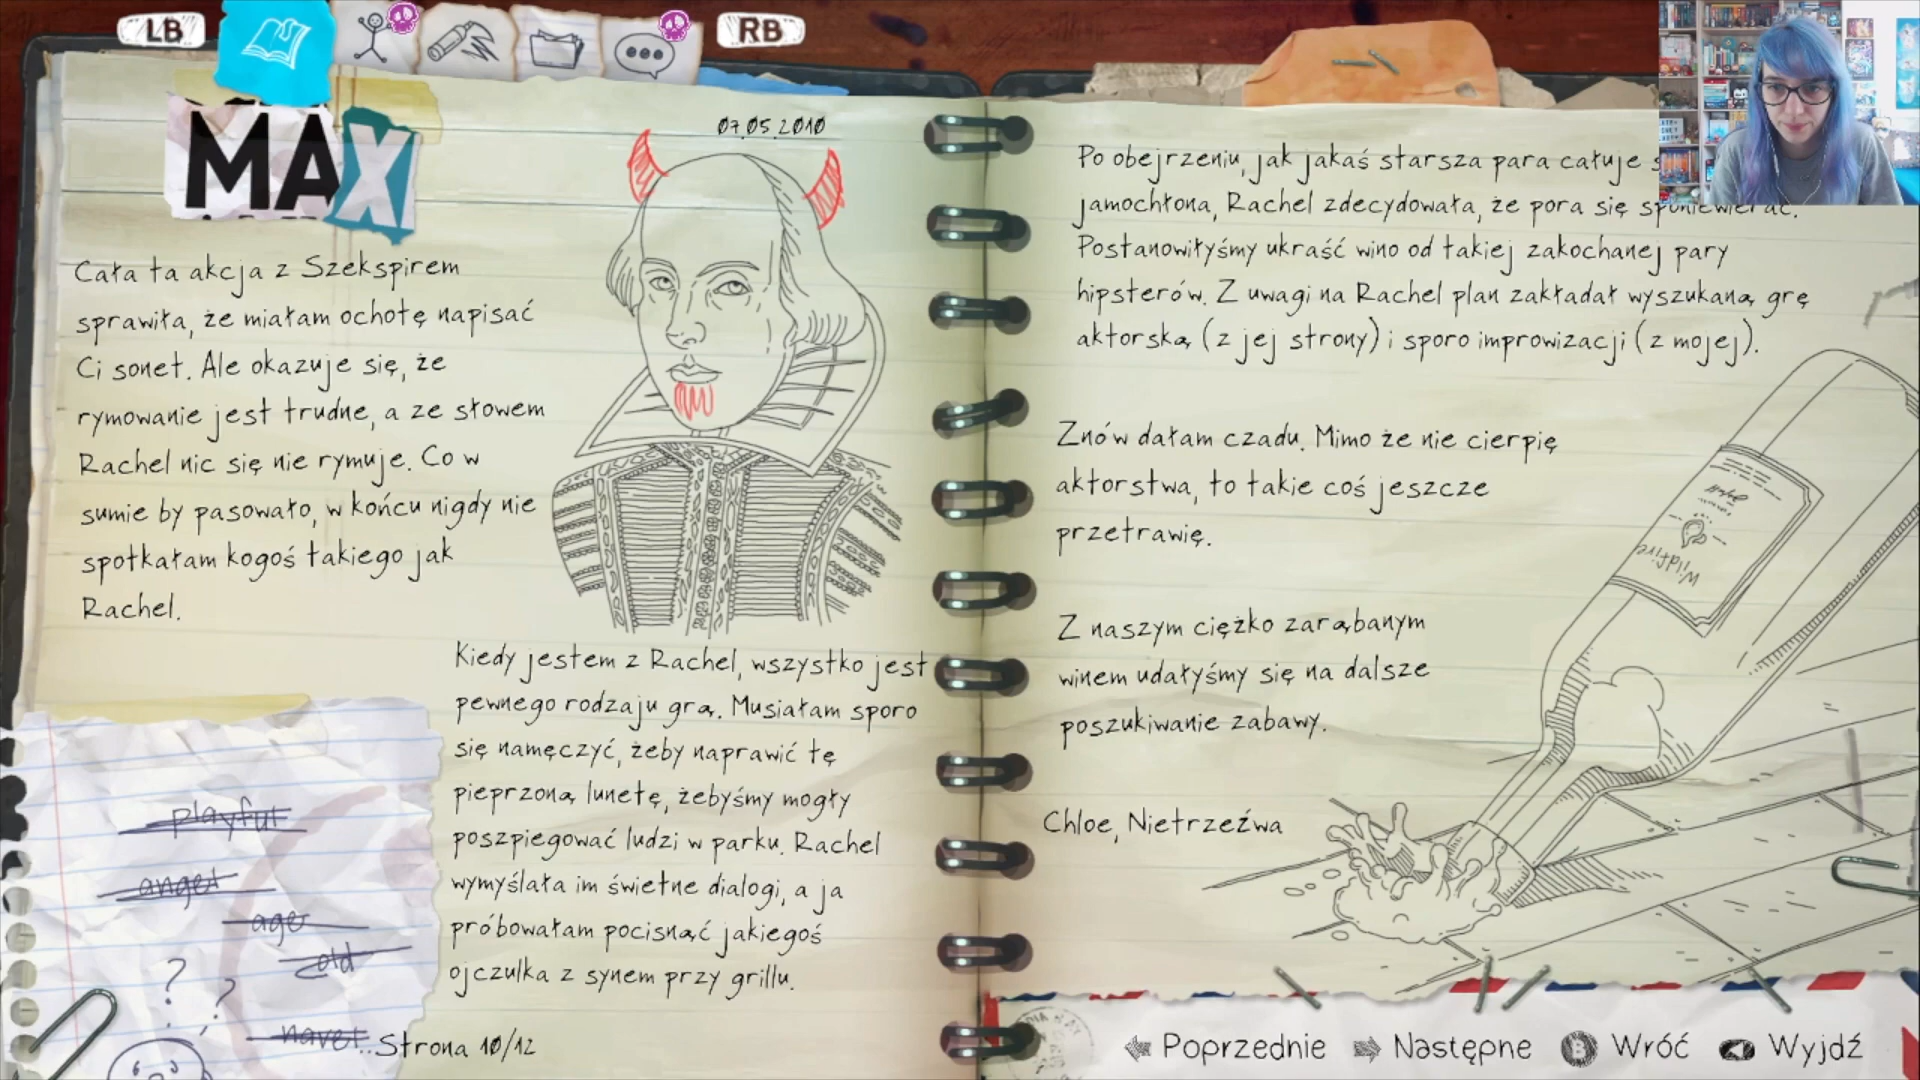 LB
RB
MAX
07.05.2010
Cała ta akcja z Szekspirem
sprawiła, że miałam ochotę napisać
Ci sonet. Ale okazuje się, że
rymowanie jest trudne, a ze słowem
Rachel nic się nie rymuje. Co w
sumie by pasowało, w końcu nigdy nie
spotkałam kogoś takiego jak
Rachel.
Kiedy jestem z Rachel, wszystko jest
pewnego rodzaju grą. Musiałam sporo
się namęczyć, żeby naprawić tę
pieprzoną lunetę, żebyśmy mogły
poszpiegować ludzi w parku. Rachel
wymyślała im świetne dialogi, a ja
próbowałam pocisnąć jakiegoś
ojczulka z synem przy grillu.
playful
anger
age
old
? ?
navel
Strona 10/12
Po obejrzeniu, jak jakaś starsza para całuje
jamochłona, Rachel zdecydowała, że pora się sponiewierać.
Postanowiłyśmy ukraść wino od takiej zakochanej pary
hipsterów. Z uwagi na Rachel plan zakładał wyszukaną grę
aktorską (z jej strony) i sporo improwizacji (z mojej).
Znów dałam czadu. Mimo że nie cierpię
aktorstwa, to takie coś jeszcze
przetrawię.
Z naszym ciężko zarąbanym
winem udałyśmy się na dalsze
poszukiwanie zabawy.
Chloe, Nietrzeźwa
Wildfire
Poprzednie
Następne
B
Wróć
Wyjdź